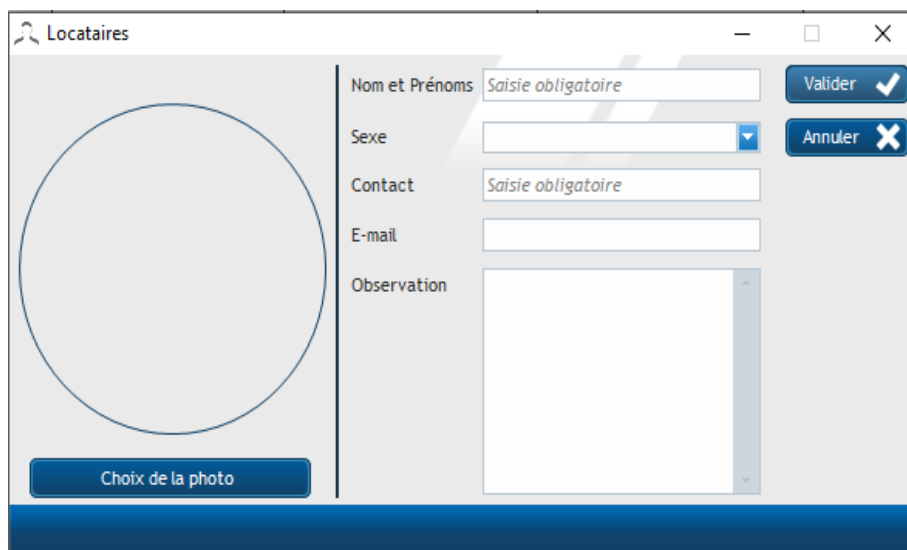 Locataires
Nom et Prénoms Saisie obligatoire Valider
Sexe Annuler
Contact Saisie obligatoire
E-mail
Observation
Choix de la photo